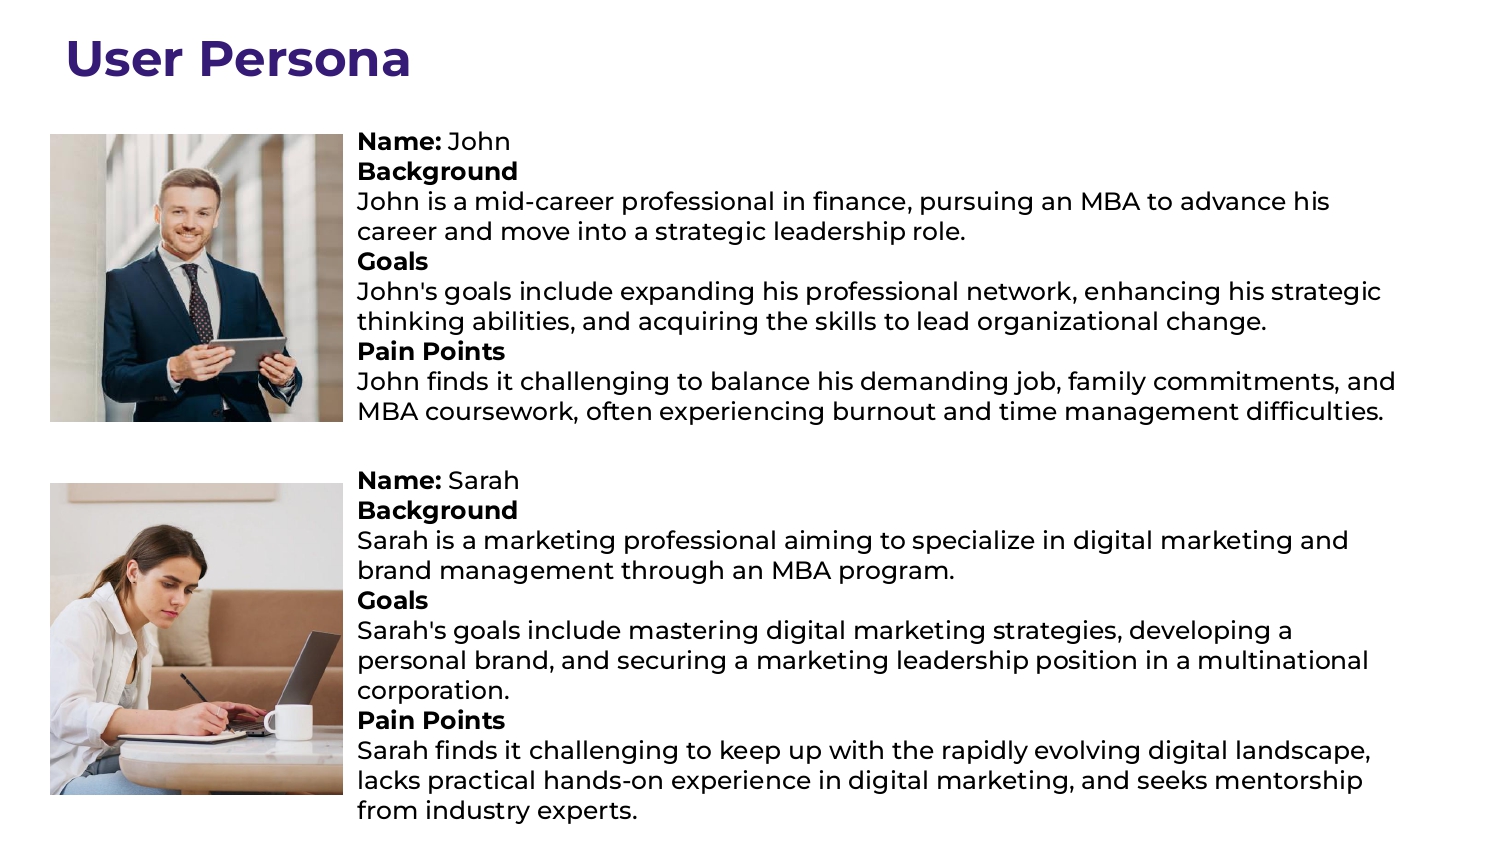 User Persona
Name: John
Background
John is a mid-career professional in finance, pursuing an MBA to advance his
career and move into a strategic leadership role.
Goals
John's goals include expanding his professional network, enhancing his strategic
thinking abilities, and acquiring the skills to lead organizational change.
Pain Points
John finds it challenging to balance his demanding job, family commitments, and
MBA coursework, often experiencing burnout and time management difficulties.
Name: Sarah
Background
Sarah is a marketing professional aiming to specialize in digital marketing and
brand management through an MBA program.
Goals
Sarah's goals include mastering digital marketing strategies, developing a
personal brand, and securing a marketing leadership position in a multinational
corporation.
Pain Points
Sarah finds it challenging to keep up with the rapidly evolving digital landscape,
lacks practical hands-on experience in digital marketing, and seeks mentorship
from industry experts.